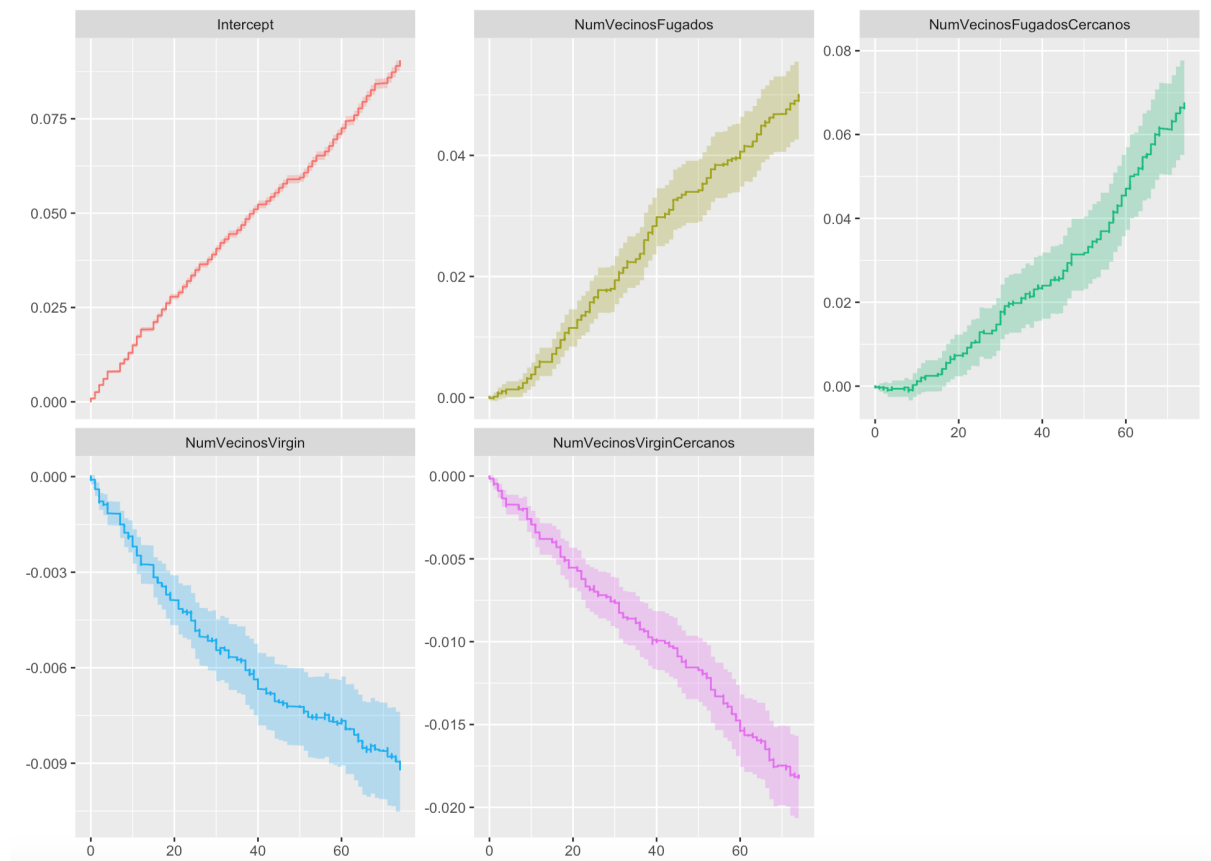 Intercept
NumVecinosFugados
NumVecinosFugadosCercanos
0.075
0.050
0.025
0.000
0.04
0.02
0.00
0.08
0.06
0.04
0.02
0.00
0 20 40 60
NumVecinosVirgin
NumVecinosVirginCercanos
0.000
-0.003
-0.006
-0.009
0.000
-0.005
-0.010
-0.015
-0.020
0 20 40 60
0 20 40 60